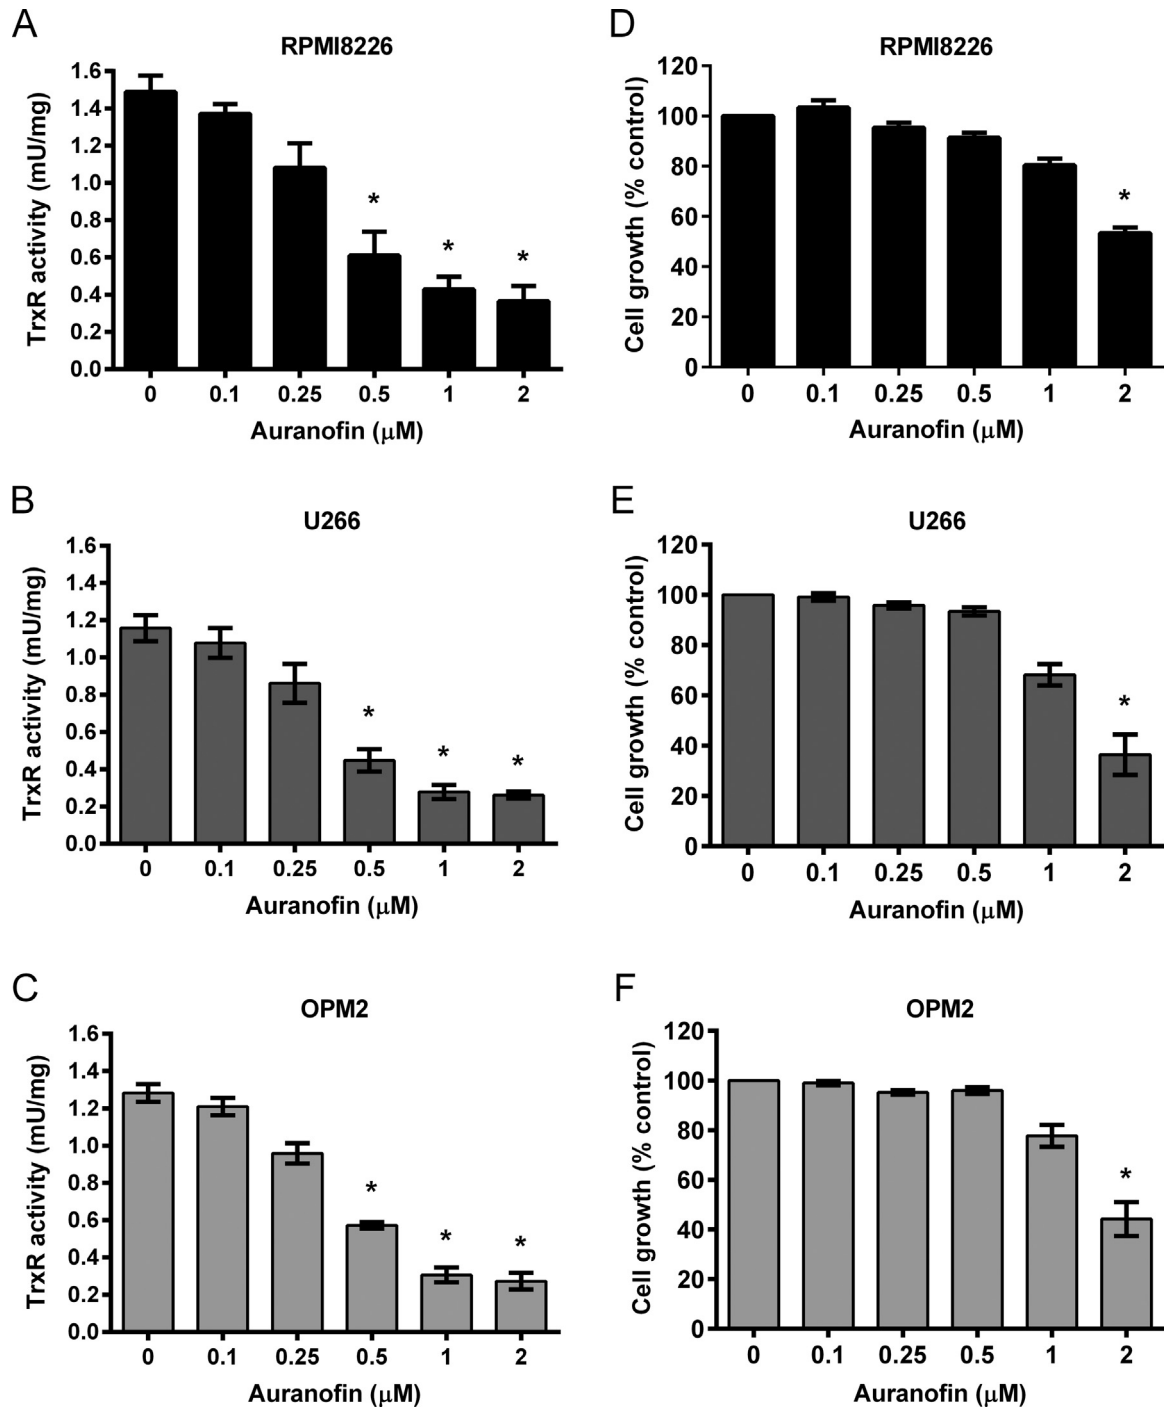 A
RPMI8226
TrxR activity (mU/mg)
1.6
1.4
1.2
1.0
0.8
0.6
0.4
0.2
0.0
* * *
0 0.1 0.25 0.5 1 2
Auranofin (μM)
D
RPMI8226
Cell growth (% control)
120
100
80
60
40
20
0
*
0 0.1 0.25 0.5 1 2
Auranofin (μM)
B
U266
TrxR activity (mU/mg)
1.6
1.4
1.2
1.0
0.8
0.6
0.4
0.2
0.0
* * *
0 0.1 0.25 0.5 1 2
Auranofin (μM)
E
U266
Cell growth (% control)
120
100
80
60
40
20
0
*
0 0.1 0.25 0.5 1 2
Auranofin (μM)
C
OPM2
TrxR activity (mU/mg)
1.6
1.4
1.2
1.0
0.8
0.6
0.4
0.2
0.0
* * *
0 0.1 0.25 0.5 1 2
Auranofin (μM)
F
OPM2
Cell growth (% control)
120
100
80
60
40
20
0
*
0 0.1 0.25 0.5 1 2
Auranofin (μM)